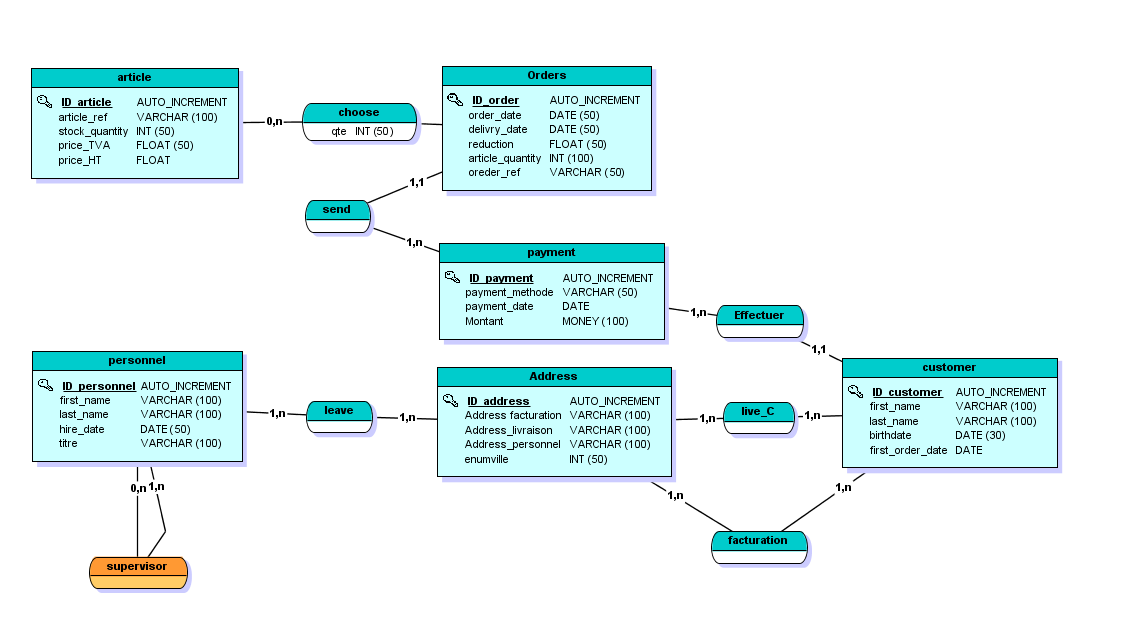 article
ID_article AUTO_INCREMENT
article_ref VARCHAR (100)
stock_quantity INT (50)
price_TVA FLOAT (50)
price_HT FLOAT
0,n
choose
qte INT (50)
Orders
ID_order AUTO_INCREMENT
order_date DATE (50)
delivry_date DATE (50)
reduction FLOAT (50)
article_quantity INT (100)
oreder_ref VARCHAR (50)
1,1
send
1,n
payment
ID_payment AUTO_INCREMENT
payment_methode VARCHAR (50)
payment_date DATE
Montant MONEY (100)
1,n
Effectuer
1,1
personnel
ID_personnel AUTO_INCREMENT
first_name VARCHAR (100)
last_name VARCHAR (100)
hire_date DATE (50)
titre VARCHAR (100)
1,n
leave
1,n
Address
ID_address AUTO_INCREMENT
Address facturation VARCHAR (100)
Address_livraison VARCHAR (100)
Address_personnel VARCHAR (100)
enumville INT (50)
1,n
live_C
1,n
customer
ID_customer AUTO_INCREMENT
first_name VARCHAR (100)
last_name VARCHAR (100)
birthdate DATE (30)
first_order_date DATE
0,n
1,n
supervisor
1,n
facturation
1,n